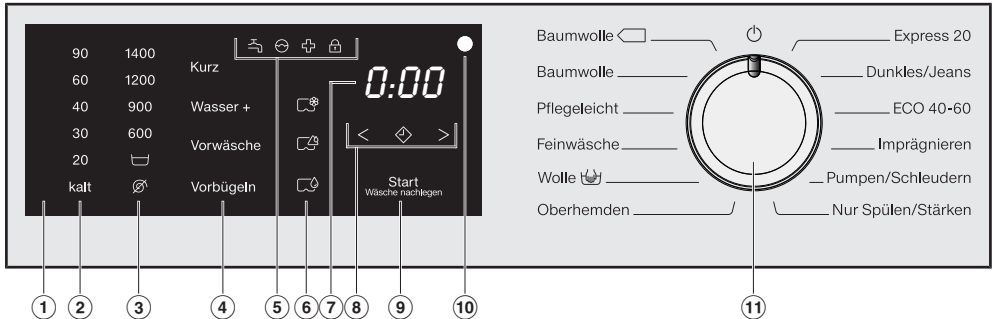 90 1400
60 1200
40 900
30 600
20
kalt
Kurz
Wasser +
Vorwäsche
Vorbügeln
0:00
< >
Start
Wäsche nachlegen
Baumwolle
Baumwolle
Pflegeleicht
Feinwäsche
Wolle
Oberhemden
Express 20
Dunkles/Jeans
ECO 40-60
Imprägnieren
Pumpen/Schleudern
Nur Spülen/Stärken
1 2 3 4 5 6 7 8 9 10 11